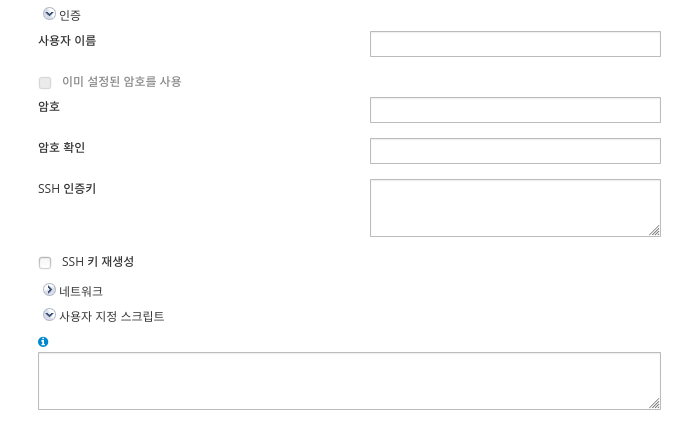 인증
사용자 이름
이미 설정된 암호를 사용
암호
암호 확인
SSH 인증키
SSH 키 재생성
네트워크
사용자 지정 스크립트